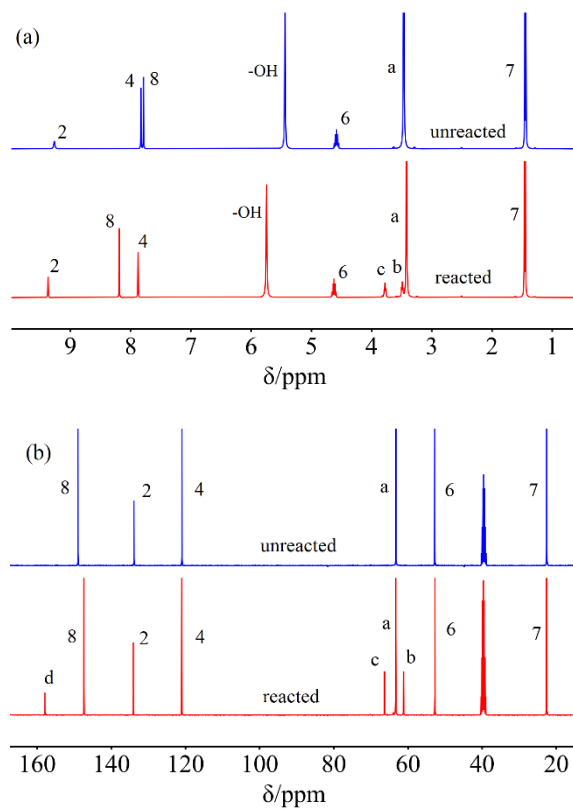 (a)
-OH
a
7
4 8
2
6
unreacted
8
-OH
a
7
4
2
6
c b
reacted
9 8 7 6 5 4 3 2 1
δ/ppm
(b)
8
2
4
a
6
7
unreacted
8
2
4
a
6
7
d
c
b
reacted
160 140 120 100 80 60 40 20
δ/ppm